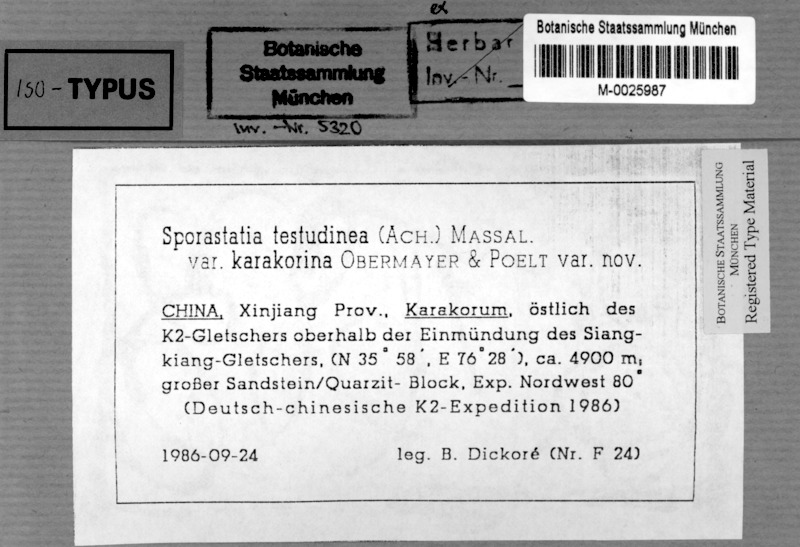 ex
Botanische Staatssammlung München
M-0025987
Herbar
Inv.-Nr.
Botanische
Staatssammlung
München
Inv.-Nr. 5320
ISO-TYPUS
BOTANISCHE STAATSSAMMLUNG
MÜNCHEN
Registered Type Material
Sporastatia testudinea (ACH.) MASSAL.
var. karakorina OBERMAYER & POELT var. nov.
CHINA, Xinjiang Prov., Karakorum, östlich des
K2-Gletschers oberhalb der Einmündung des Siang-
kiang-Gletschers, (N 35° 58´, E 76° 28´), ca. 4900 m,
großer Sandstein/Quarzit- Block, Exp. Nordwest 80°
(Deutsch-chinesische K2-Expedition 1986)
1986-09-24 leg. B. Dickoré (Nr. F 24)